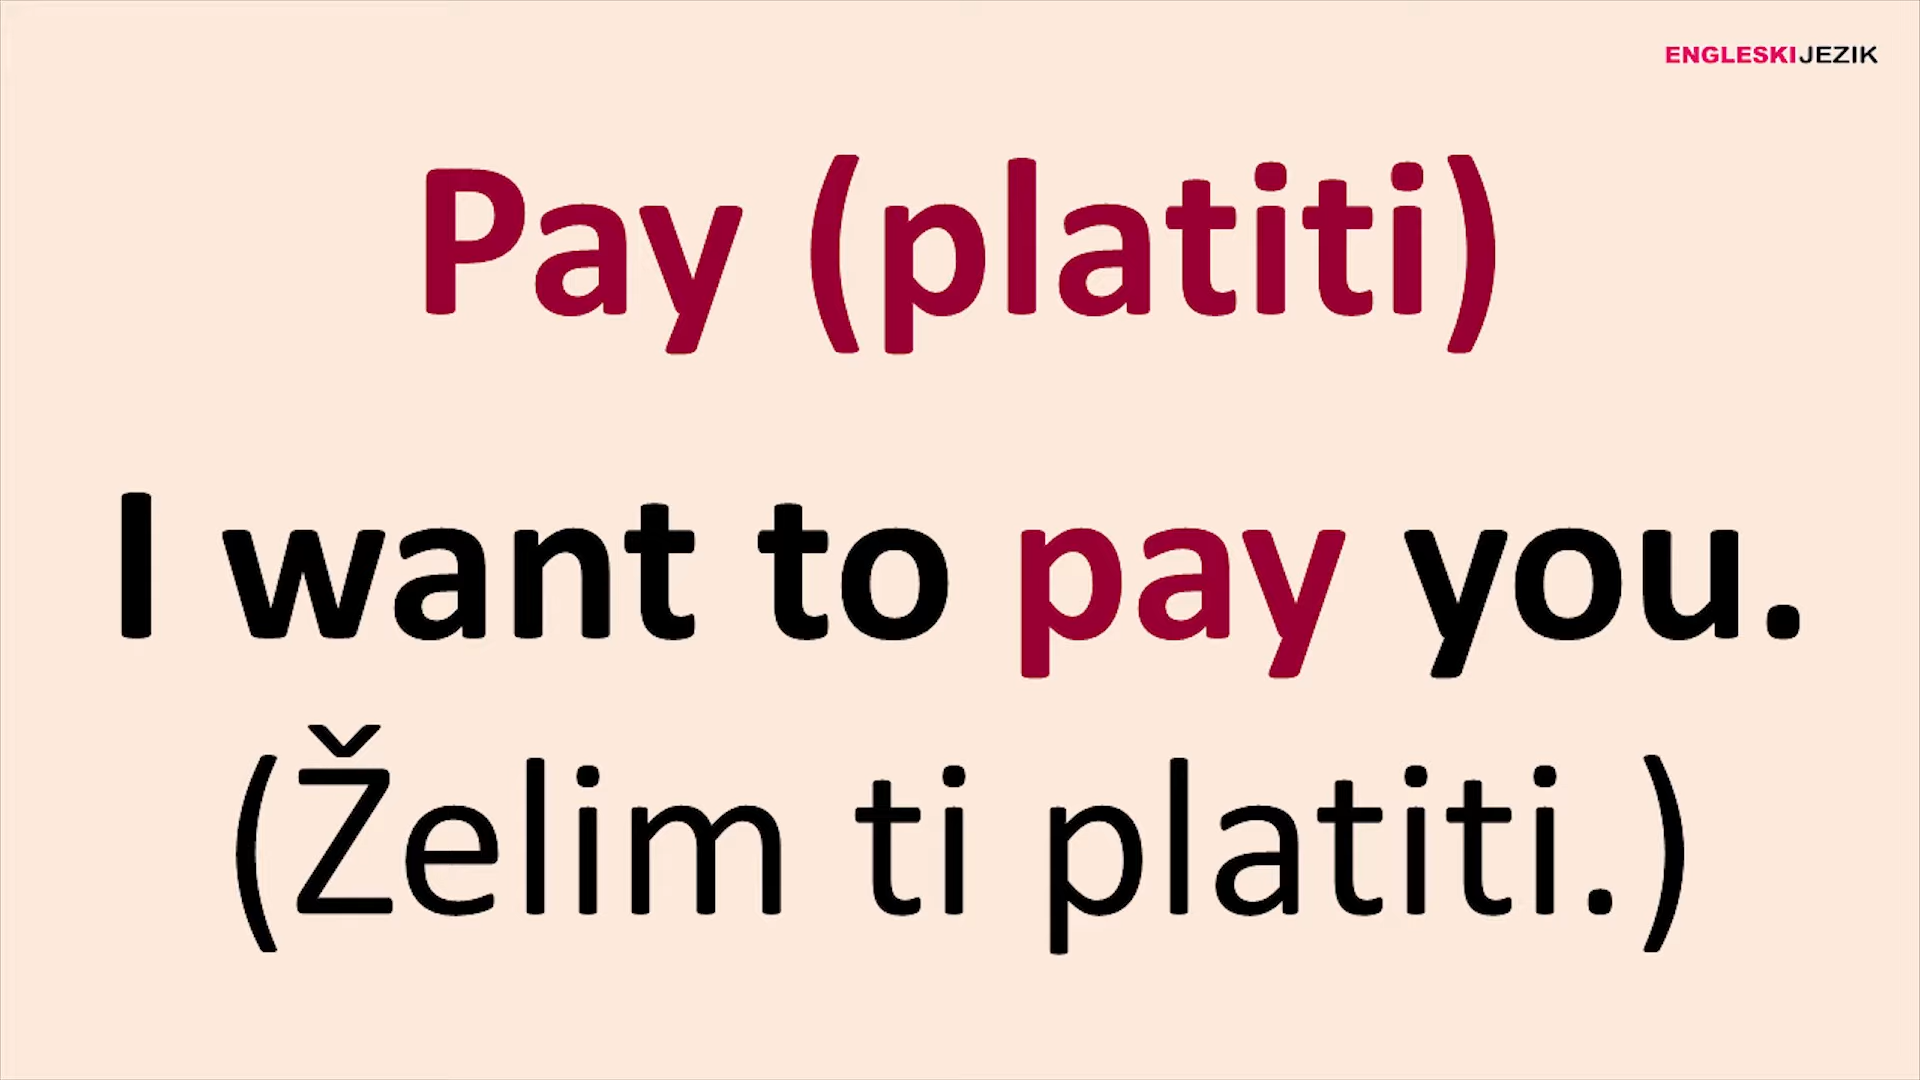 ENGLESKIJEZIK
Pay (platiti)
I want to pay you.
(Želim ti platiti.)